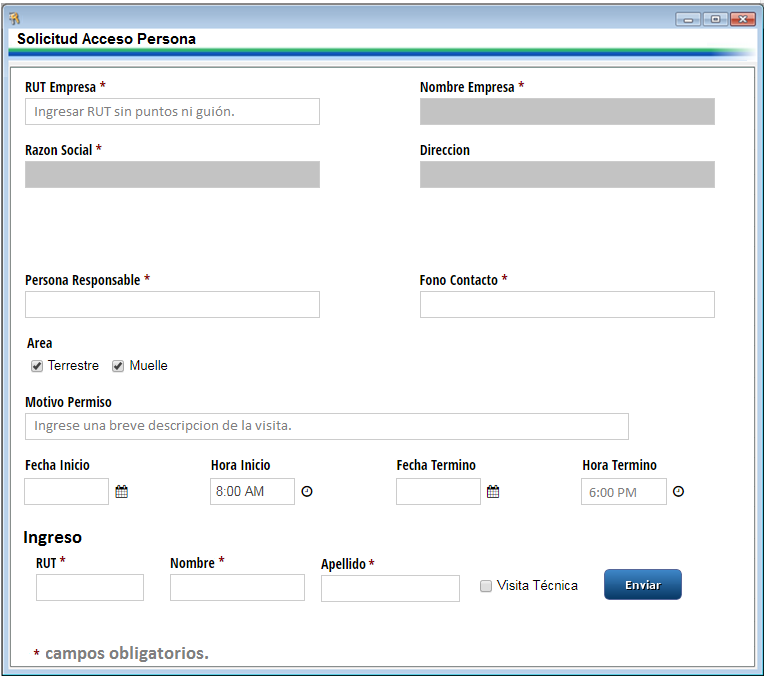 Solicitud Acceso Persona
RUT Empresa * Nombre Empresa *
Ingresar RUT sin puntos ni guión.
Razon Social * Direccion
Persona Responsable * Fono Contacto *
Area
Terrestre Muelle
Motivo Permiso
Ingrese una breve descripcion de la visita.
Fecha Inicio Hora Inicio Fecha Termino Hora Termino
8:00 AM 6:00 PM
Ingreso
RUT * Nombre * Apellido *
Visita Técnica Enviar
* campos obligatorios.